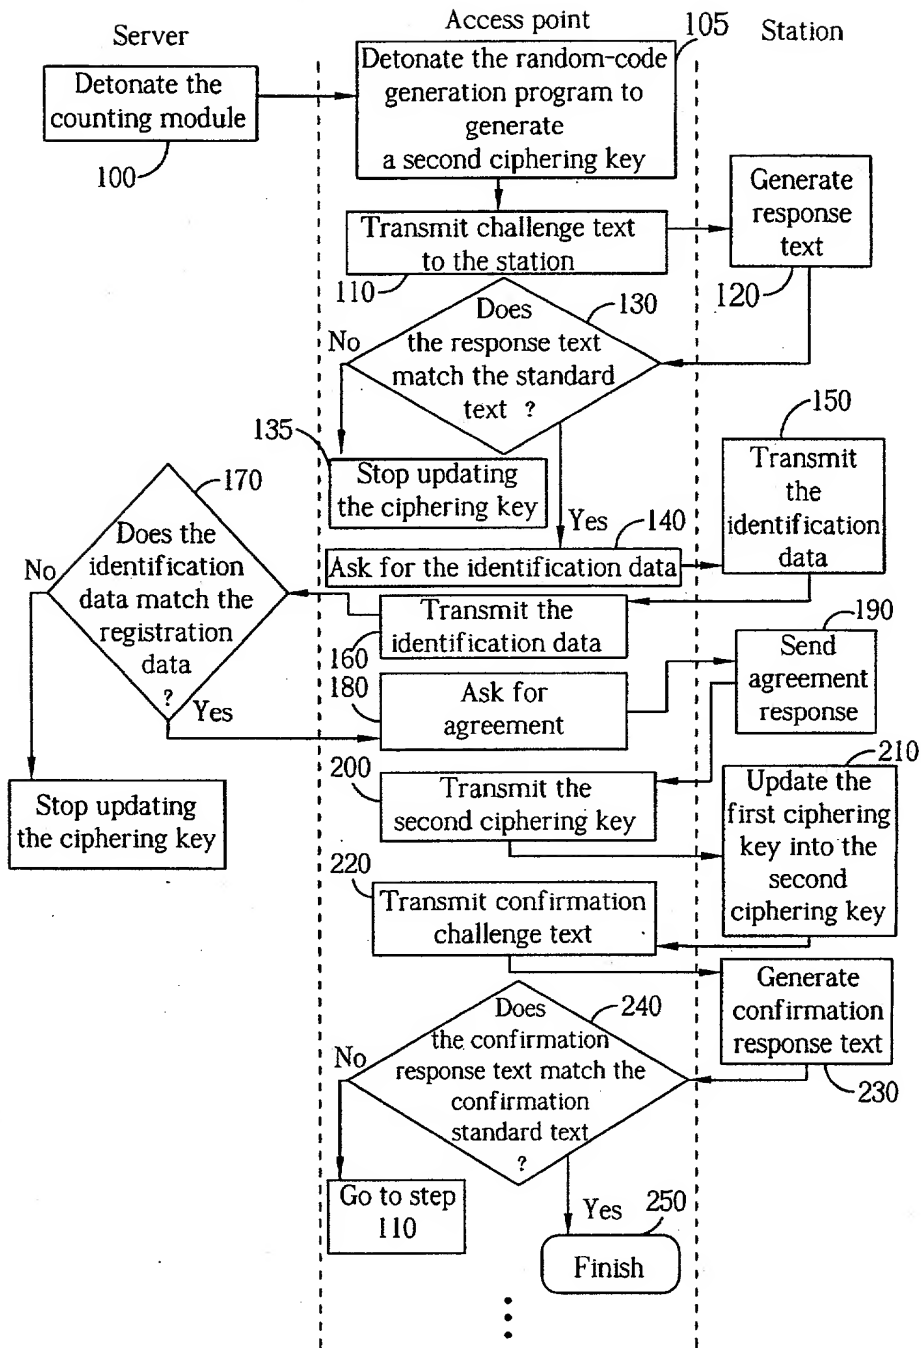 Server
Access point
Station
105
Detonate the
counting module
100
Detonate the random-code
generation program to
generate
a second ciphering key
Generate
response
text
120
Transmit challenge text
to the station
110
130
Does
the response text
match the standard
text ?
No
Yes
135
Stop updating
the ciphering key
150
Transmit
the
identification
data
140
Ask for the identification data
170
Does the
identification
data match the
registration
data
?
No
Yes
Transmit the
identification data
160
180
Ask for
agreement
190
Send
agreement
response
Stop updating
the ciphering key
200
Transmit the
second ciphering key
210
Update the
first ciphering
key into the
second
ciphering key
220
Transmit confirmation
challenge text
Generate
confirmation
response text
230
240
Does
the confirmation
response text match the
confirmation
standard text
?
No
Yes
Go to step
110
250
Finish